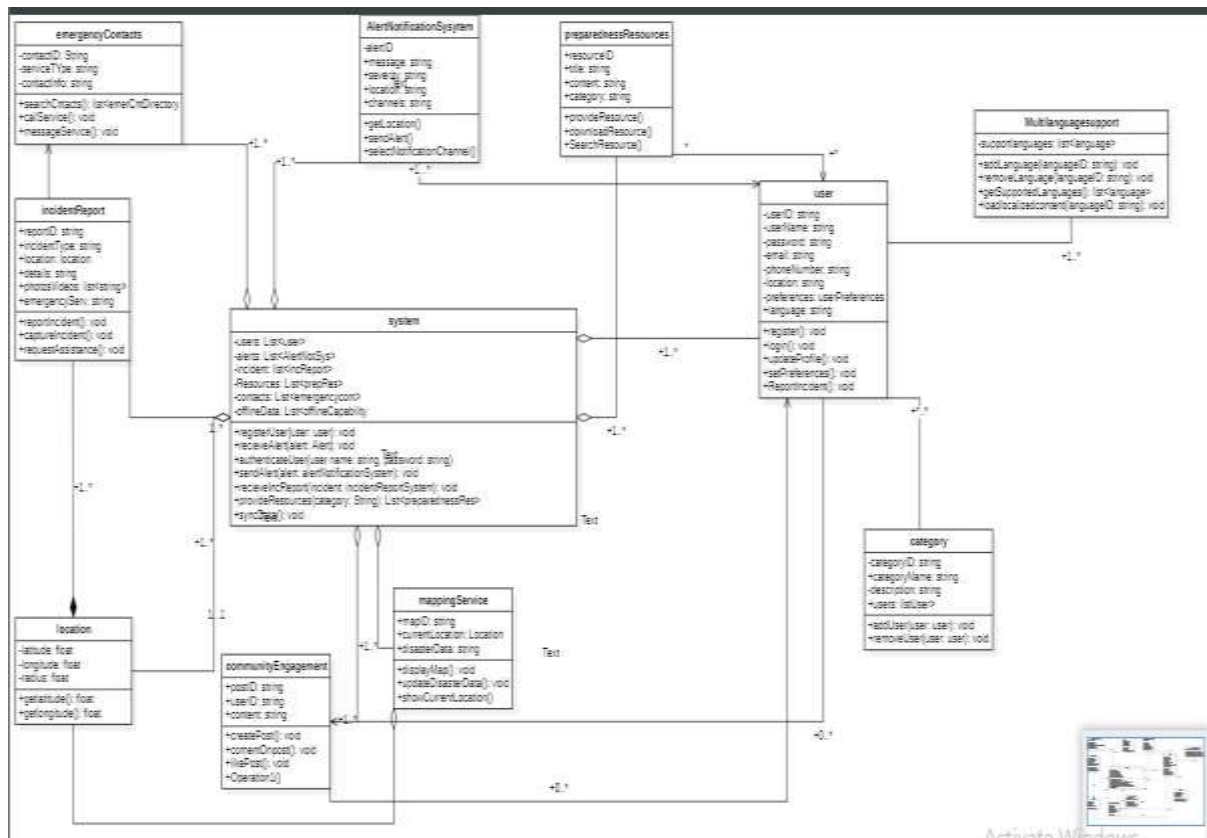 emergencyContacts
-contactID: String
-serviceTYpe: string
-contactInfo: string
+searchCntacts(): list<emerCntDirectory
+callService(): void
+messageService(): void
AlertNotificationSysytem
-alertID
+message: string
+severity: string
Text
+location: string
+channels: string
+getLocation()
+sendAlert()
+selectNotificationChannel()
preparednessResources
+resourceID
+title: string
+content: string
+category: string
+provideResource()
+downloadResource()
+SearchResource()
Multilanguagesupport
-supportlanguages: list<language>
+addLanguage(languageID: string): void
+removeLanguage(languageID: string): void
+getSupportedLanguages(): list<language>
+loadlocalizedcontent(languageID: string): void
+1..*
+1..*
+1..*
*
+*
+1..*
incidentReport
+reportID: string
+incidentType: string
+location: location
+details: string
+photosVideos: list<string>
+emergencyServ: string
+reportIncident(): void
+captureIncident(): void
+requestAssistance(): void
user
-userID: string
-userName: string
-password: string
-email: string
-phoneNumber: string
-location: string
-preferences: userPreferences
+language: string
+register(): void
+login(): void
+updateProfile(): void
+setPreferences(): void
+ReportIncident(): void
system
-users: List<user>
-alerts: List<AlertNotSys>
-incident: list<IncReport>
-Resources: List<prepRes>
-contacts: List<emergencycont>
-offlineData: List<offlineCapability
+registerUser(user: user): void
+recieveAlert(alert: Alert): void
+authenticateUser(user name: string, password: string)
Text
+sendAlert(alert: alertNotificationSystem): void
+recieveIncReport(incident: incidentReportSystem): void
+provideResources(category: String): List<preparednessRes>
+1..*
1..*
+1..*
Text
+1..*
+1..*
category
-categoryID: string
+categoryName: string
-description: string
+users: listUser>
+addUser(user: user): void
+removeUser(user: user): void
mappingService
+mapID: string
+currentLocation: Location
+disasterData: string
+displayMap(): void
+updateDisasterData(): void
+showCurrentLocation()
Text
+1..*
location
-latitude: float
-longitude: float
-radius: float
+getlatitude(): float
+getlongitude(): float
communityEngagement
+postID: string
+userID: string
+content: string
+createPost(): void
+comentOnpost(): void
+likePost(): void
+Operation1()
+1..*
+0..*
+0..*
Activate Windows